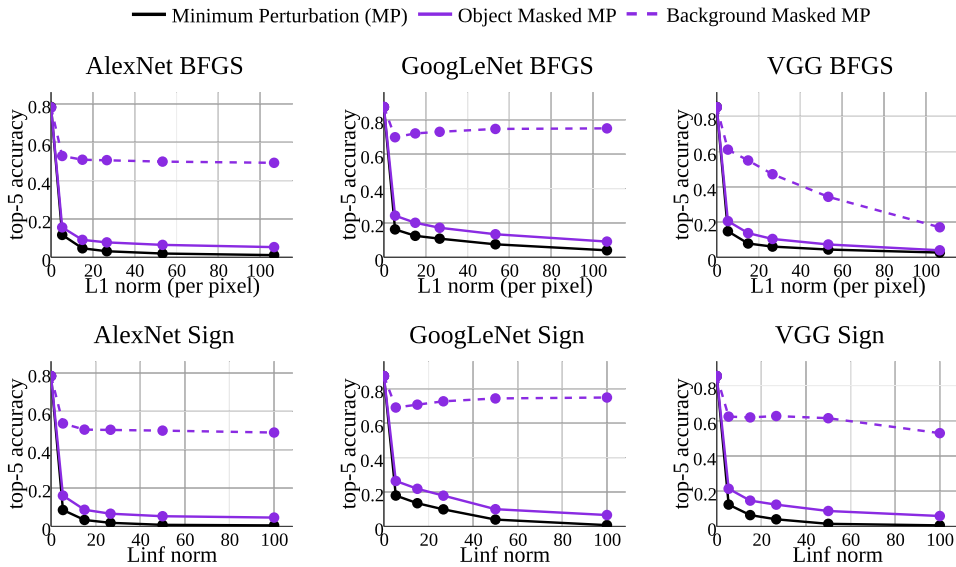 Minimum Perturbation (MP) Object Masked MP Background Masked MP
AlexNet BFGS GoogLeNet BFGS VGG BFGS
top-5 accuracy
0.8
0.6
0.4
0.2
0
0 20 40 60 80 100
L1 norm (per pixel)
top-5 accuracy
0.8
0.6
0.4
0.2
0
0 20 40 60 80 100
L1 norm (per pixel)
top-5 accuracy
0.8
0.6
0.4
0.2
0
0 20 40 60 80 100
L1 norm (per pixel)
AlexNet Sign GoogLeNet Sign VGG Sign
top-5 accuracy
0.8
0.6
0.4
0.2
0
0 20 40 60 80 100
Linf norm
top-5 accuracy
0.8
0.6
0.4
0.2
0
0 20 40 60 80 100
Linf norm
top-5 accuracy
0.8
0.6
0.4
0.2
0
0 20 40 60 80 100
Linf norm